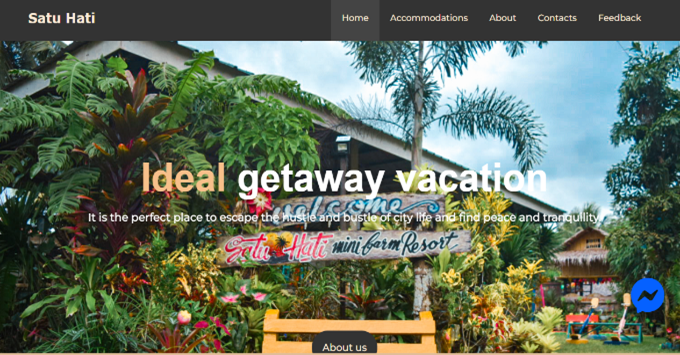 Satu Hati
Home Accommodations About Contacts Feedback
Ideal getaway vacation
It is the perfect place to escape the hustle and bustle of city life and find peace and tranquility
welcome
Satu Hati mini farm Resort
About us